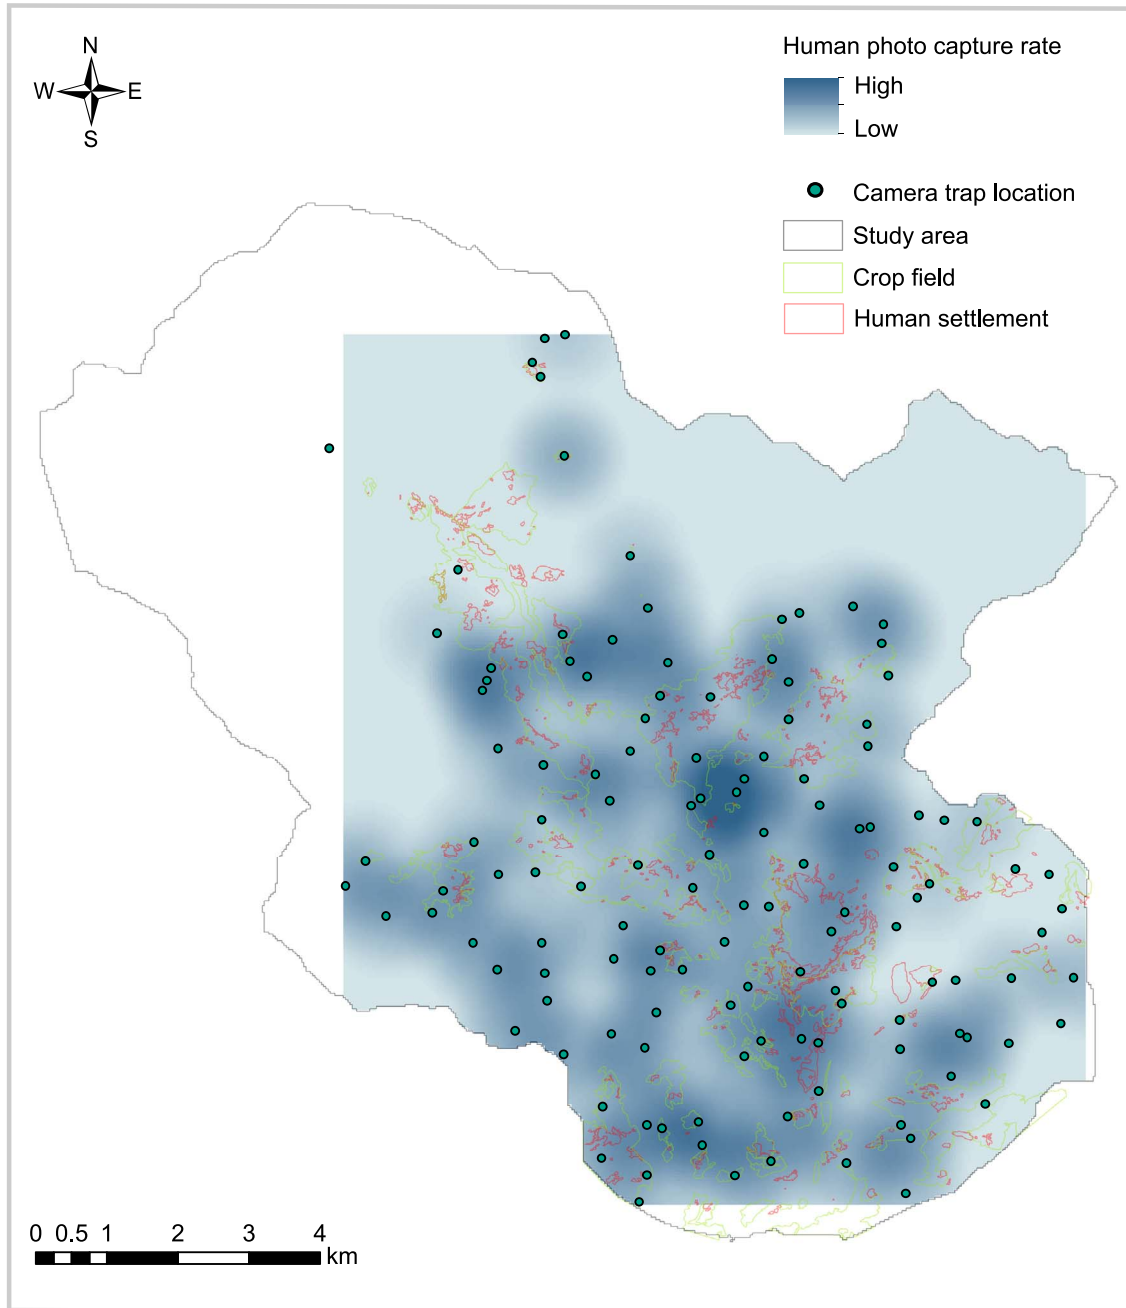 Human photo capture rate
High
Low
N
W E
S
Camera trap location
Study area
Crop field
Human settlement
0 0.5 1 2 3 4
km